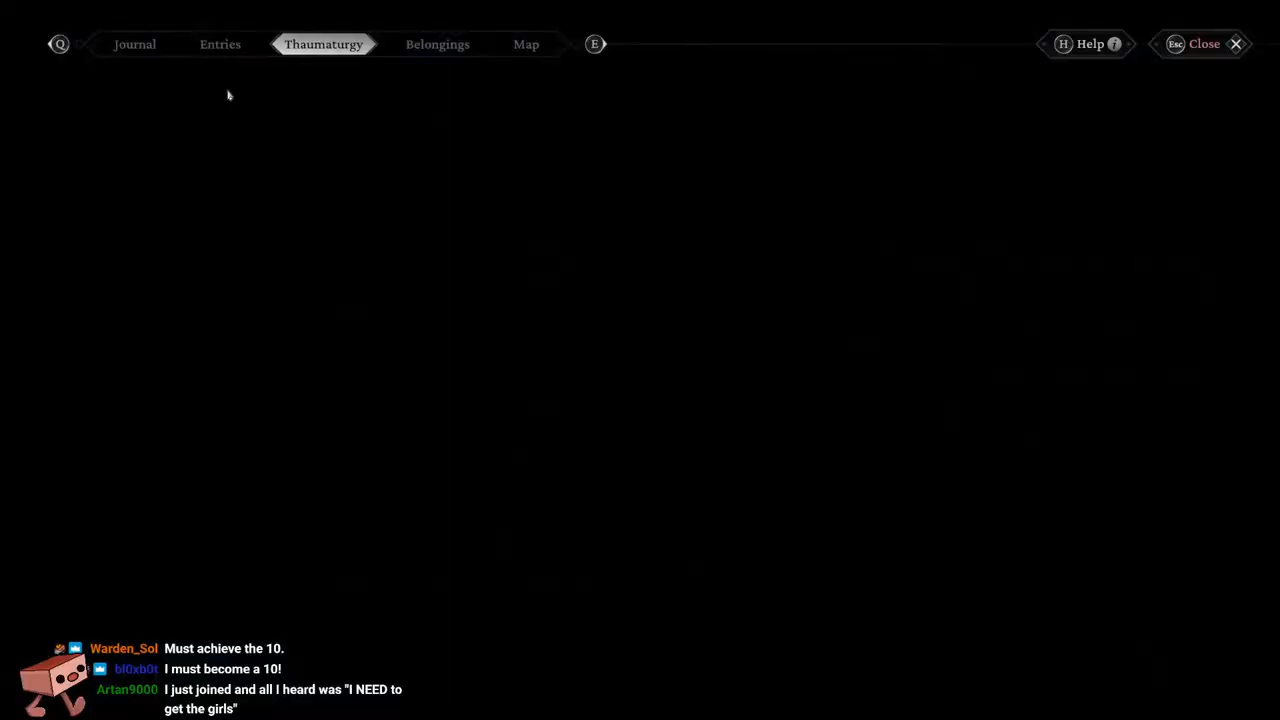 Q Journal Entries Thaumaturgy Belongings Map E H Help i Esc Close
Warden_Sol Must achieve the 10.
bl0xb0t I must become a 10!
Artan9000 I just joined and all I heard was "I NEED to
get the girls"